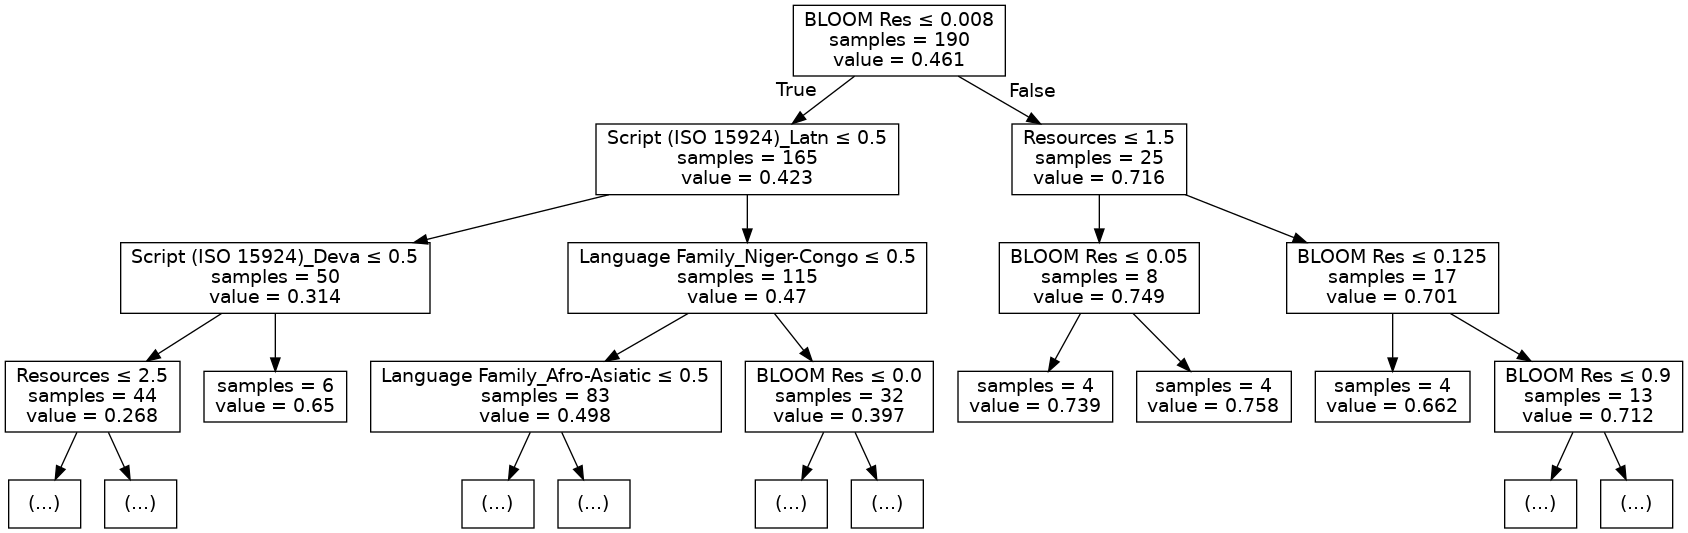 BLOOM Res ≤ 0.008
samples = 190
value = 0.461
True
False
Script (ISO 15924)_Latn ≤ 0.5
samples = 165
value = 0.423
Resources ≤ 1.5
samples = 25
value = 0.716
Script (ISO 15924)_Deva ≤ 0.5
samples = 50
value = 0.314
Language Family_Niger-Congo ≤ 0.5
samples = 115
value = 0.47
BLOOM Res ≤ 0.05
samples = 8
value = 0.749
BLOOM Res ≤ 0.125
samples = 17
value = 0.701
Resources ≤ 2.5
samples = 44
value = 0.268
samples = 6
value = 0.65
Language Family_Afro-Asiatic ≤ 0.5
samples = 83
value = 0.498
BLOOM Res ≤ 0.0
samples = 32
value = 0.397
samples = 4
value = 0.739
samples = 4
value = 0.758
samples = 4
value = 0.662
BLOOM Res ≤ 0.9
samples = 13
value = 0.712
(...)
(...)
(...)
(...)
(...)
(...)
(...)
(...)